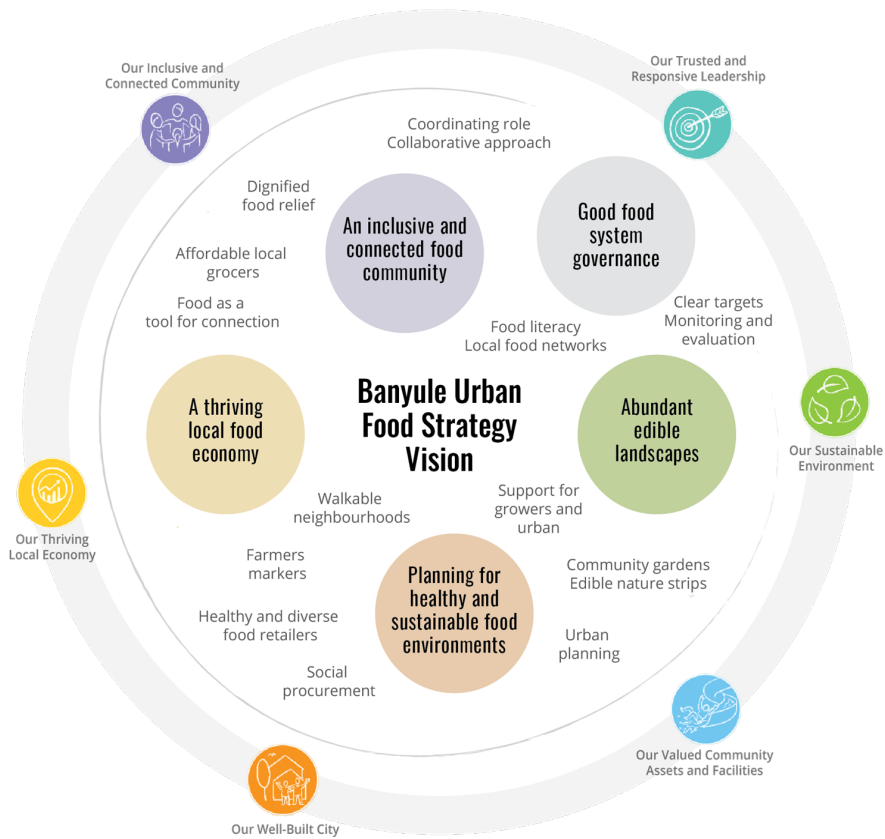 Our Inclusive and
Connected Community
Our Trusted and
Responsive Leadership
Coordinating role
Collaborative approach
Dignified
food relief
An inclusive and
connected food
community
Good food
system
governance
Affordable local
grocers
Food as a
tool for connection
Clear targets
Monitoring and
evaluation
Food literacy
Local food networks
Banyule Urban
Food Strategy
Vision
A thriving
local food
economy
Abundant
edible
landscapes
Our Sustainable
Environment
Walkable
neighbourhoods
Support for
growers and
urban
Our Thriving
Local Economy
Farmers
markers
Planning for
healthy and
sustainable food
environments
Community gardens
Edible nature strips
Healthy and diverse
food retailers
Urban
planning
Social
procurement
Our Valued Community
Assets and Facilities
Our Well-Built City